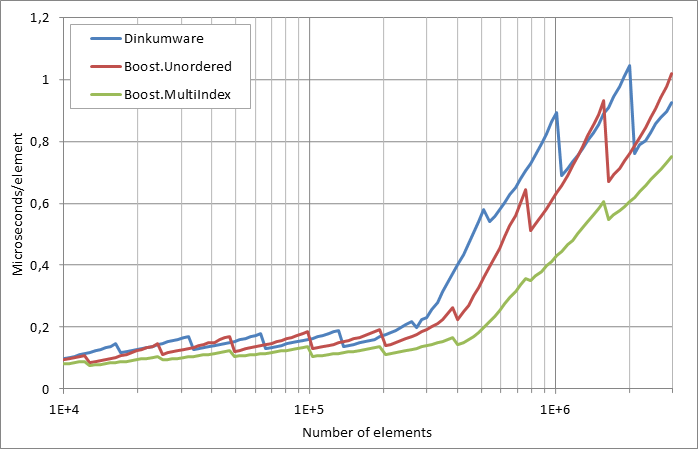 1,2
1
0,8
0,6
0,4
0,2
0
Microseconds/element
Dinkumware
Boost.Unordered
Boost.MultiIndex
1E+4
1E+5
1E+6
Number of elements